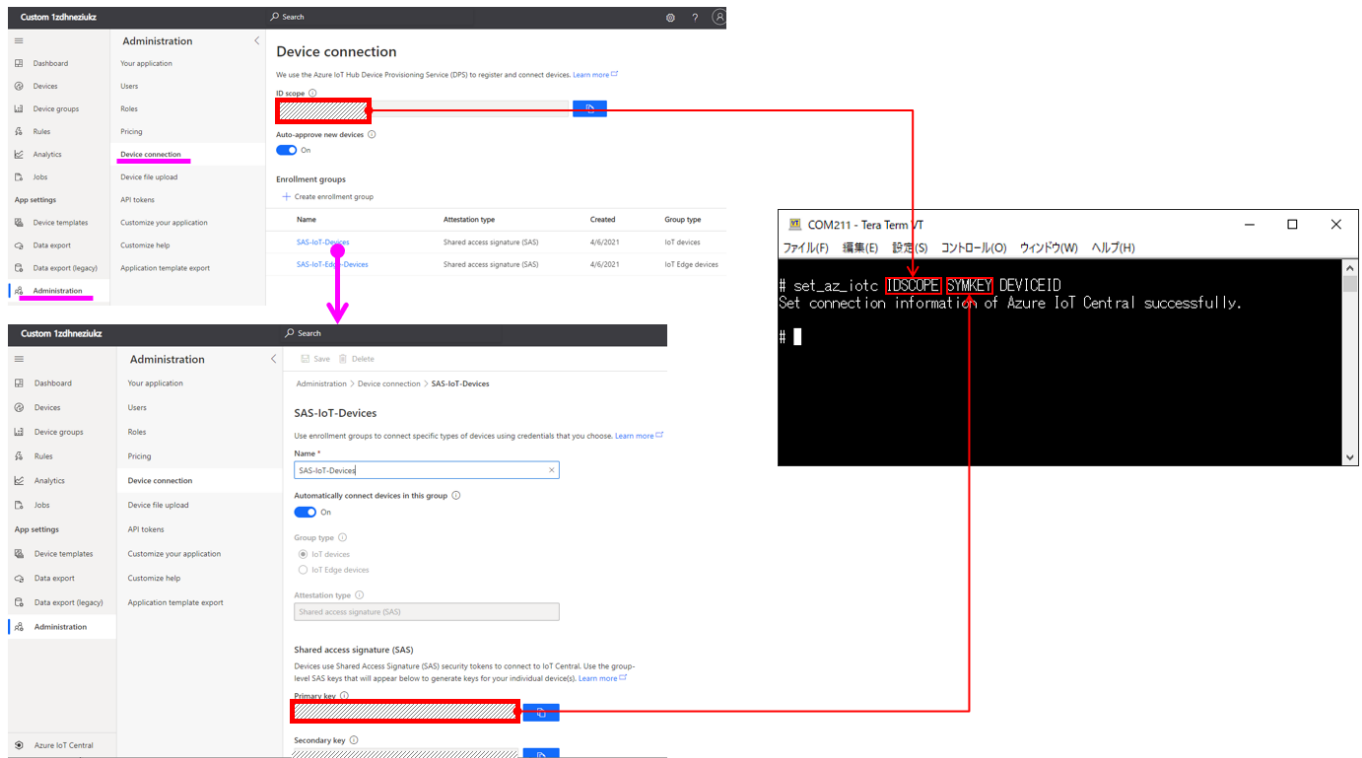 Custom 1zdhneziukz
Search
?
Dashboard
Devices
Device groups
Rules
Analytics
Jobs
App settings
Device templates
Data export
Data export (legacy)
Administration
Administration
Your application
Users
Roles
Pricing
Device connection
Device file upload
API tokens
Customize your application
Customize help
Application template export
Device connection
We use the Azure IoT Hub Device Provisioning Service (DPS) to register and connect devices. Learn more
ID scope
Auto-approve new devices
On
Enrollment groups
+ Create enrollment group
Name Attestation type Created Group type
SAS-IoT-Devices Shared access signature (SAS) 4/6/2021 IoT devices
SAS-IoT-Edge-Devices Shared access signature (SAS) 4/6/2021 IoT Edge devices
Custom 1zdhneziukz
Search
Dashboard
Devices
Device groups
Rules
Analytics
Jobs
App settings
Device templates
Data export
Data export (legacy)
Administration
Azure IoT Central
Administration
Your application
Users
Roles
Pricing
Device connection
Device file upload
API tokens
Customize your application
Customize help
Application template export
Save Delete
Administration > Device connection > SAS-IoT-Devices
SAS-IoT-Devices
Use enrollment groups to connect specific types of devices using credentials that you choose. Learn more
Name *
SAS-IoT-Devices
Automatically connect devices in this group
On
Group type
IoT devices
IoT Edge devices
Attestation type
Shared access signature (SAS)
Shared access signature (SAS)
Devices use Shared Access Signature (SAS) security tokens to connect to IoT Central. Use the group-
level SAS keys that will appear below to generate keys for your individual device(s). Learn more
Primary key
Secondary key
COM211 - Tera Term VT
ファイル(F) 編集(E) 設定(S) コントロール(O) ウィンドウ(W) ヘルプ(H)
# set_az_iotc IDSCOPE SYMKEY DEVICEID
Set connection information of Azure IoT Central successfully.
#